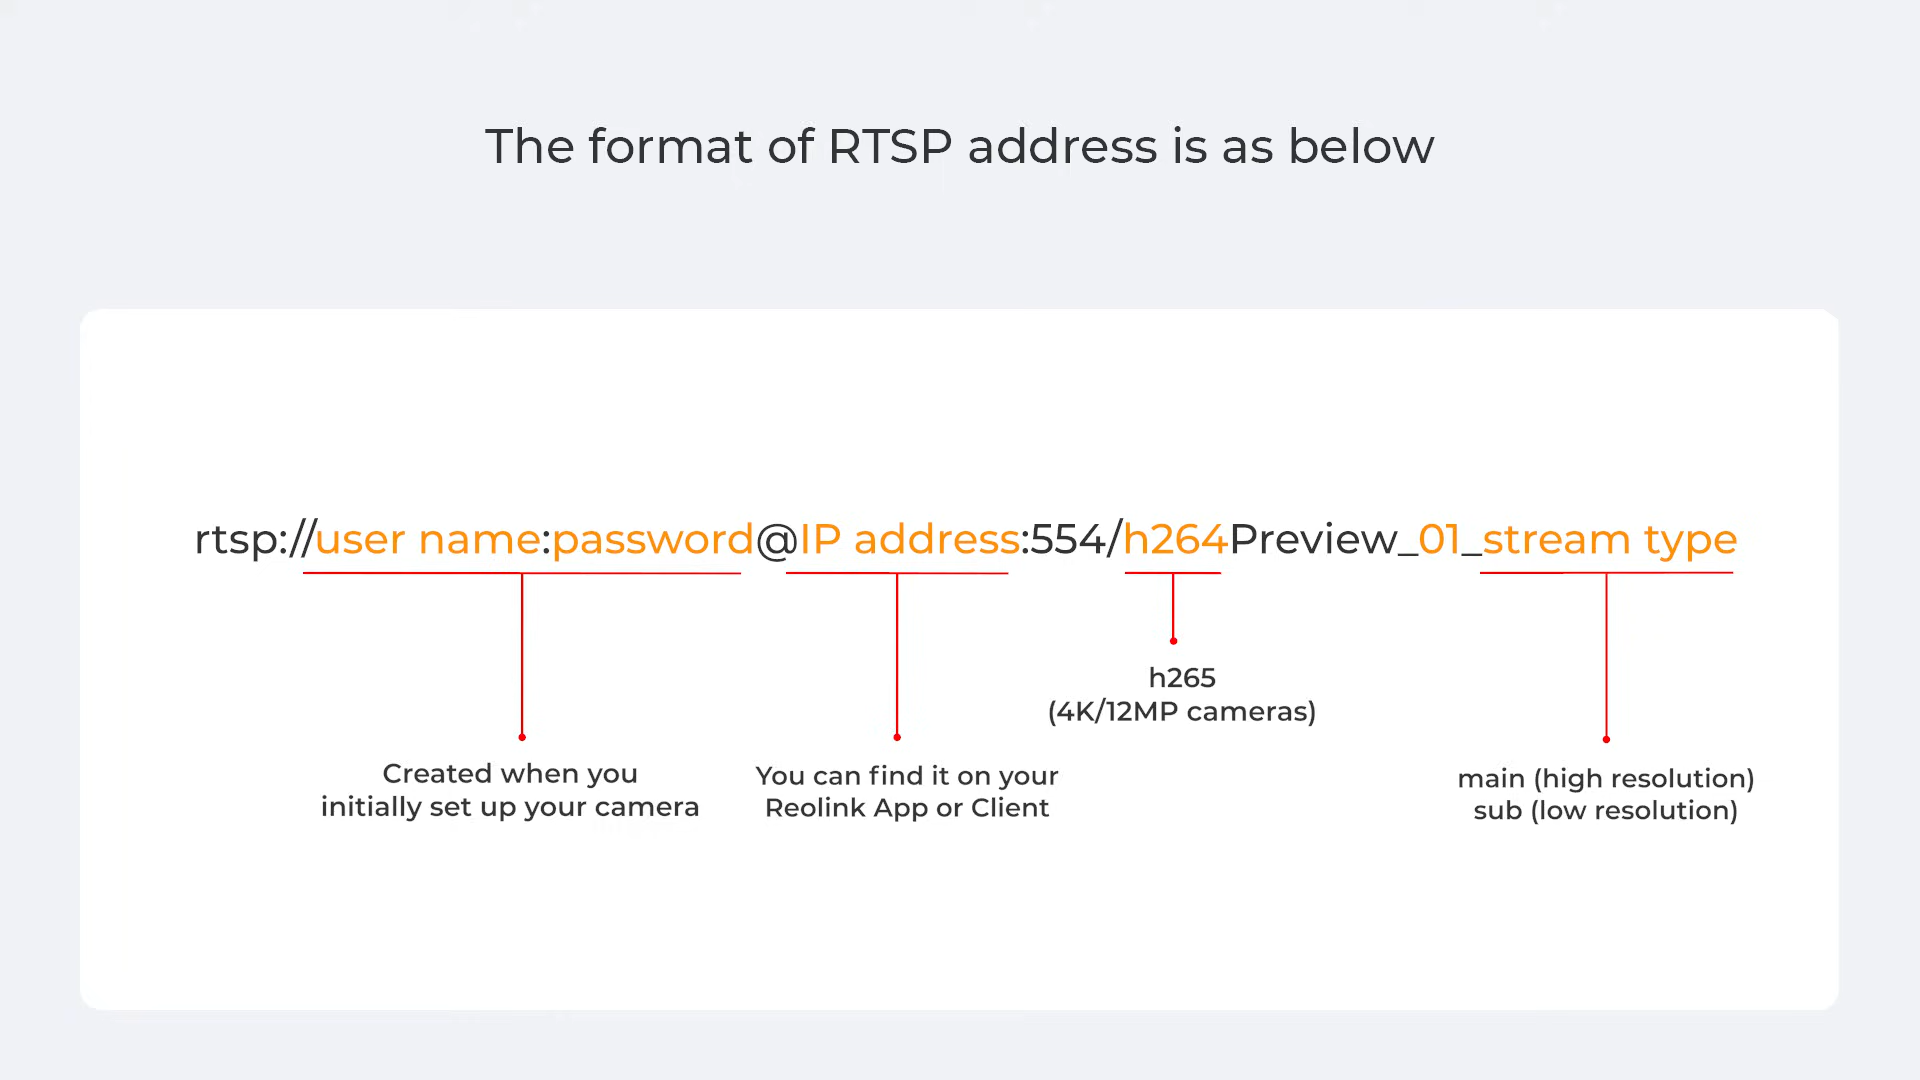 The format of RTSP address is as below
rtsp://user name:password@IP address:554/h264Preview_01_stream type
h265
(4K/12MP cameras)
Created when you
initially set up your camera
You can find it on your
Reolink App or Client
main (high resolution)
sub (low resolution)